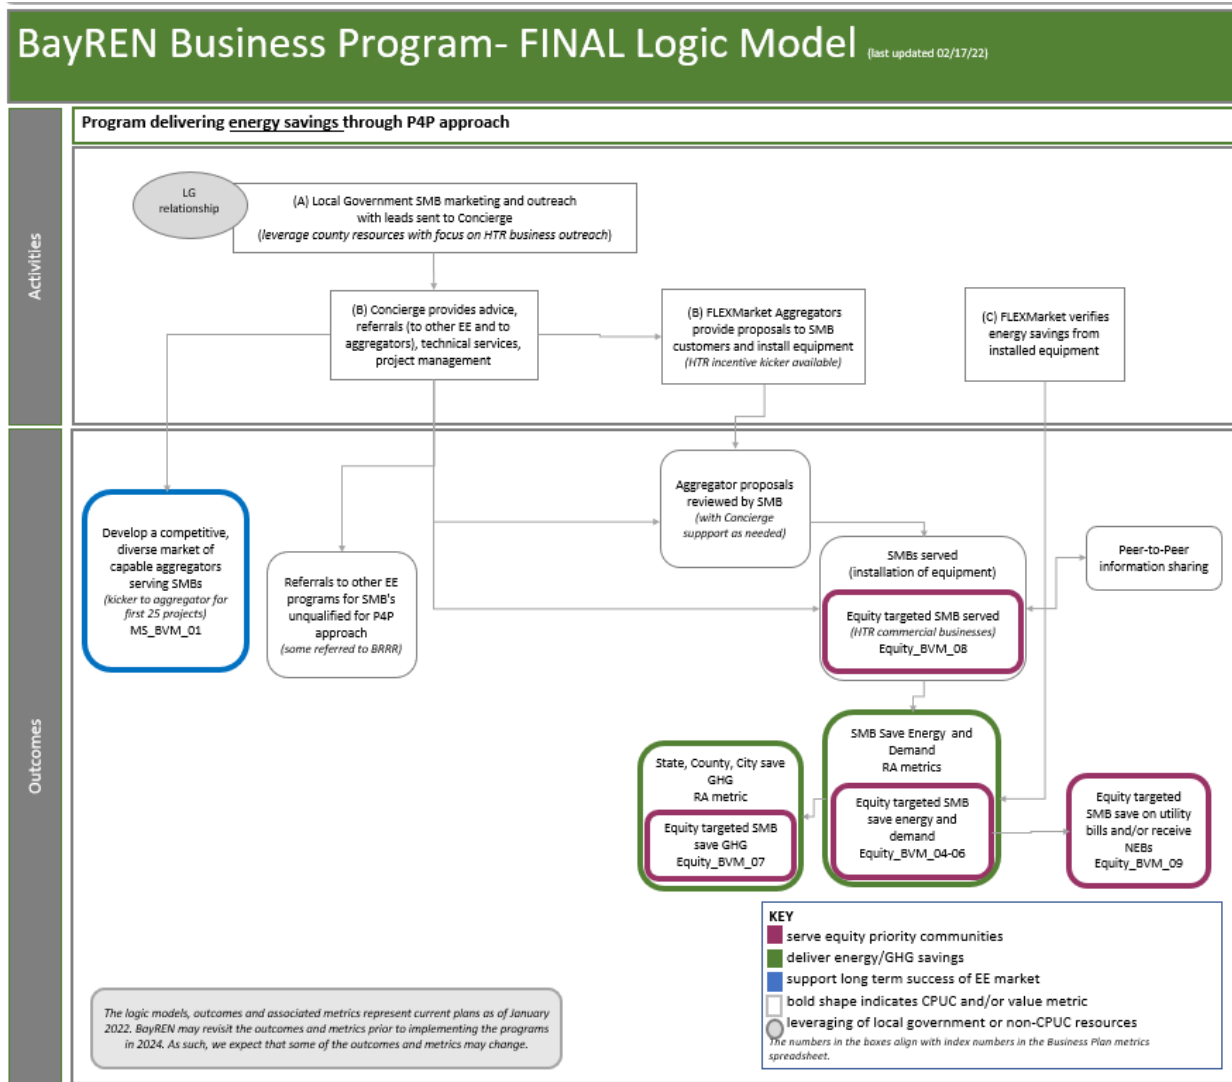 BayREN Business Program- FINAL Logic Model (last updated 02/17/22)
Program delivering energy savings through P4P approach
Activities
LG
relationship
(A) Local Government SMB marketing and outreach
with leads sent to Concierge
(leverage county resources with focus on HTR business outreach)
(B) Concierge provides advice,
referrals (to other EE and to
aggregators), technical services,
project management
(B) FLEXMarket Aggregators
provide proposals to SMB
customers and install equipment
(HTR incentive kicker available)
(C) FLEXMarket verifies
energy savings from
installed equipment
Outcomes
Develop a competitive,
diverse market of
capable aggregators
serving SMBs
(kicker to aggregator for
first 25 projects)
MS_BVM_01
Referrals to other EE
programs for SMB's
unqualified for P4P
approach
(some referred to BRRR)
Aggregator proposals
reviewed by SMB
(with Concierge
suppport as needed)
SMBs served
(installation of equipment)
Equity targeted SMB served
(HTR commercial businesses)
Equity_BVM_08
Peer-to-Peer
information sharing
State, County, City save
GHG
RA metric
Equity targeted SMB
save GHG
Equity_BVM_07
SMB Save Energy and
Demand
RA metrics
Equity targeted SMB
save energy and
demand
Equity_BVM_04-06
Equity targeted
SMB save on utility
bills and/or receive
NEBs
Equity_BVM_09
KEY
serve equity priority communities
deliver energy/GHG savings
support long term success of EE market
bold shape indicates CPUC and/or value metric
leveraging of local government or non-CPUC resources
The numbers in the boxes align with index numbers in the Business Plan metrics
spreadsheet.
The logic models, outcomes and associated metrics represent current plans as of January
2022. BayREN may revisit the outcomes and metrics prior to implementing the programs
in 2024. As such, we expect that some of the outcomes and metrics may change.